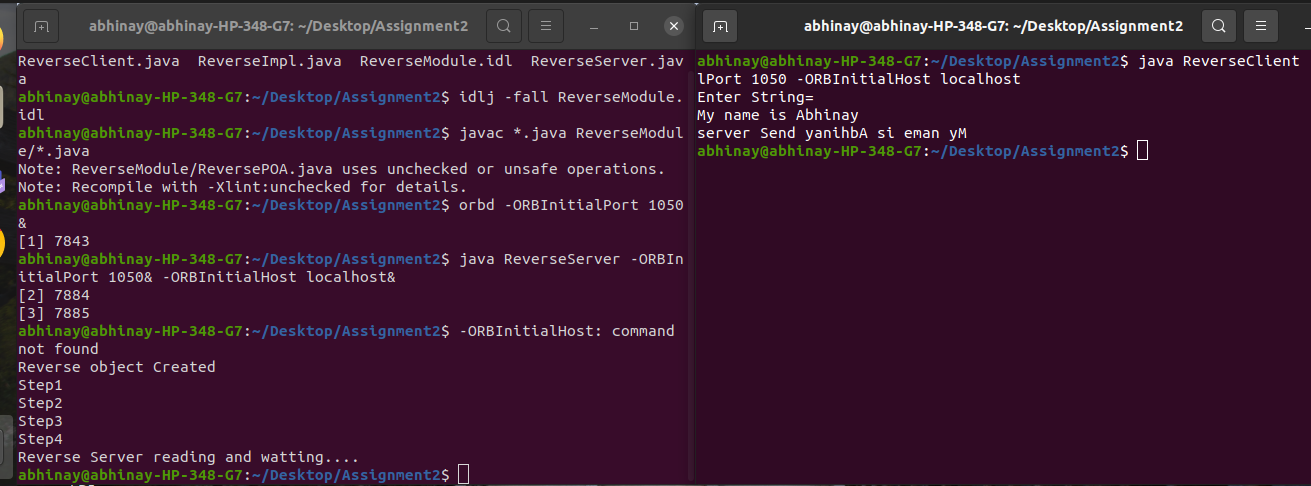 abhinay@abhinay-HP-348-G7: ~/Desktop/Assignment2
ReverseClient.java  ReverseImpl.java  ReverseModule.idl  ReverseServer.jav
a
abhinay@abhinay-HP-348-G7:~/Desktop/Assignment2$ idlj -fall ReverseModule.
idl
abhinay@abhinay-HP-348-G7:~/Desktop/Assignment2$ javac *.java ReverseModul
e/*.java
Note: ReverseModule/ReversePOA.java uses unchecked or unsafe operations.
Note: Recompile with -Xlint:unchecked for details.
abhinay@abhinay-HP-348-G7:~/Desktop/Assignment2$ orbd -ORBInitialPort 1050
&
[1] 7843
abhinay@abhinay-HP-348-G7:~/Desktop/Assignment2$ java ReverseServer -ORBIn
itialPort 1050& -ORBInitialHost localhost&
[2] 7884
[3] 7885
abhinay@abhinay-HP-348-G7:~/Desktop/Assignment2$ -ORBInitialHost: command
not found
Reverse object Created
Step1
Step2
Step3
Step4
Reverse Server reading and watting....
abhinay@abhinay-HP-348-G7:~/Desktop/Assignment2$
abhinay@abhinay-HP-348-G7: ~/Desktop/Assignment2
abhinay@abhinay-HP-348-G7:~/Desktop/Assignment2$ java ReverseClient
lPort 1050 -ORBInitialHost localhost
Enter String=
My name is Abhinay
server Send yanihbA si eman yM
abhinay@abhinay-HP-348-G7:~/Desktop/Assignment2$